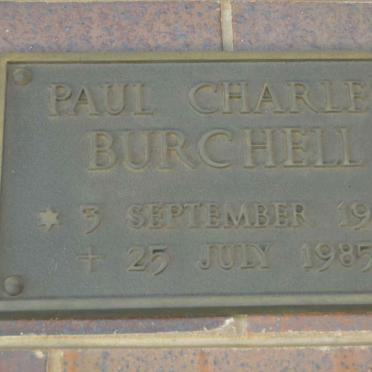 PAUL CHARLE
BURCHELL
* 3 SEPTEMBER 19
+ 25 JULY 1985